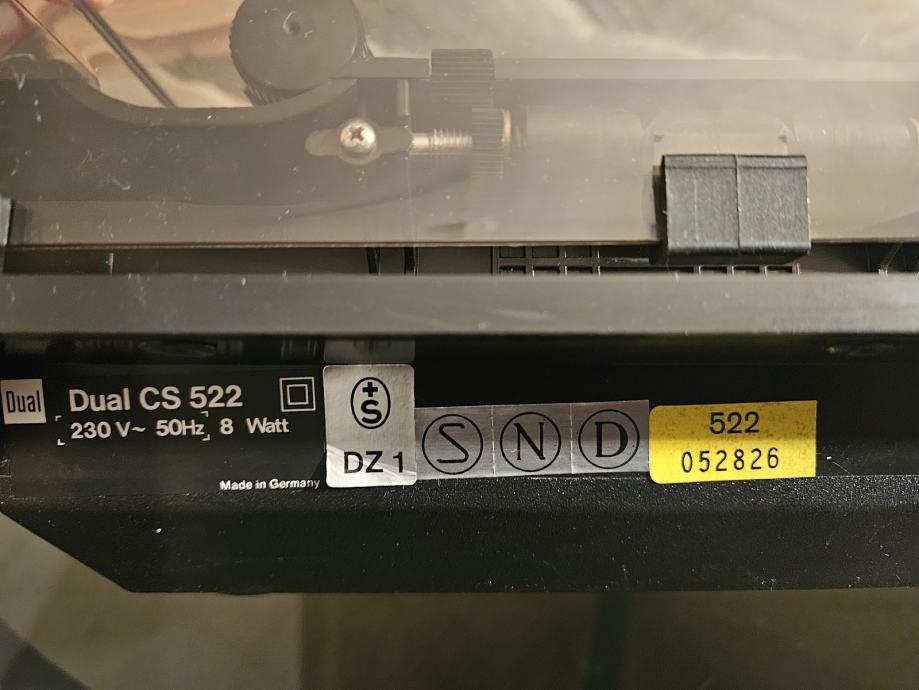 Dual
Dual CS 522
230 V~ 50Hz 8 Watt
Made in Germany
+S
DZ 1
S N D
522
052826